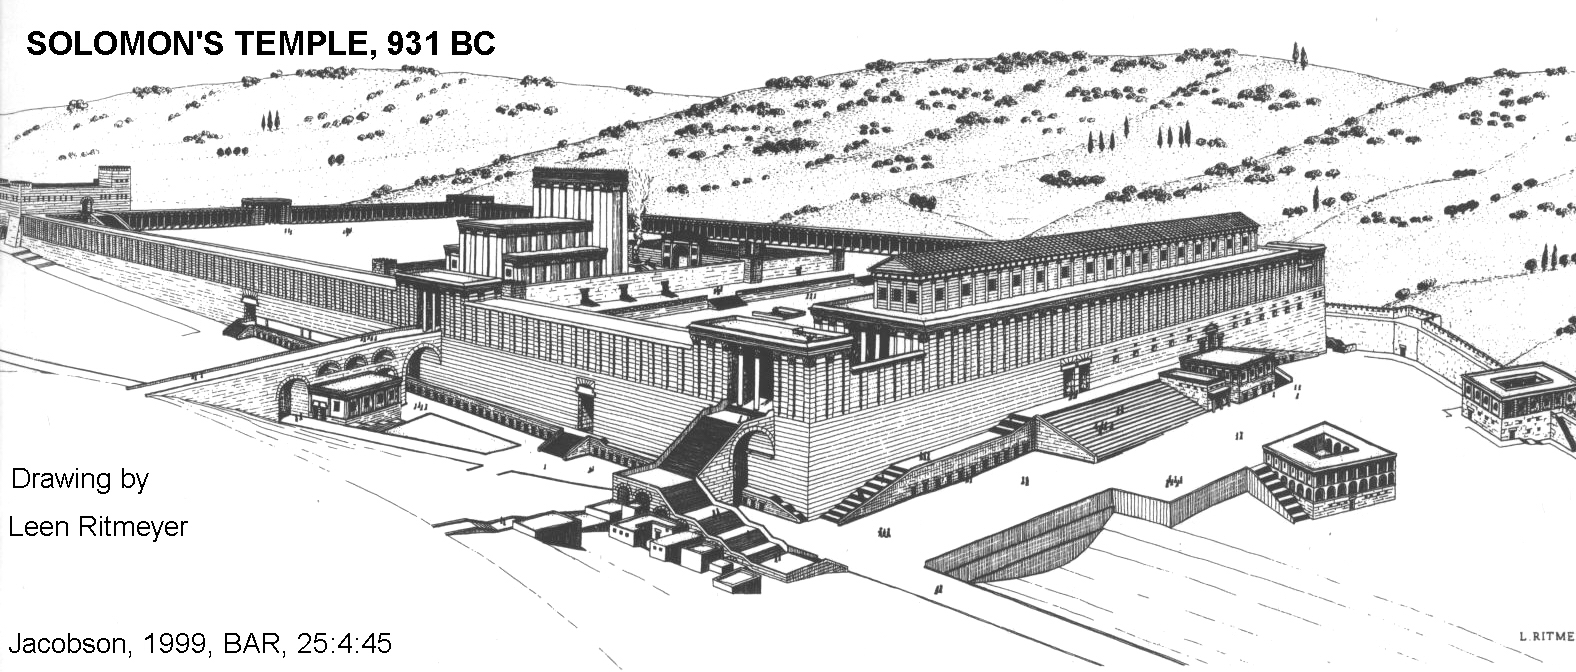 SOLOMON'S TEMPLE, 931 BC
Drawing by
Leen Ritmeyer
Jacobson, 1999, BAR, 25:4:45
L.RITME